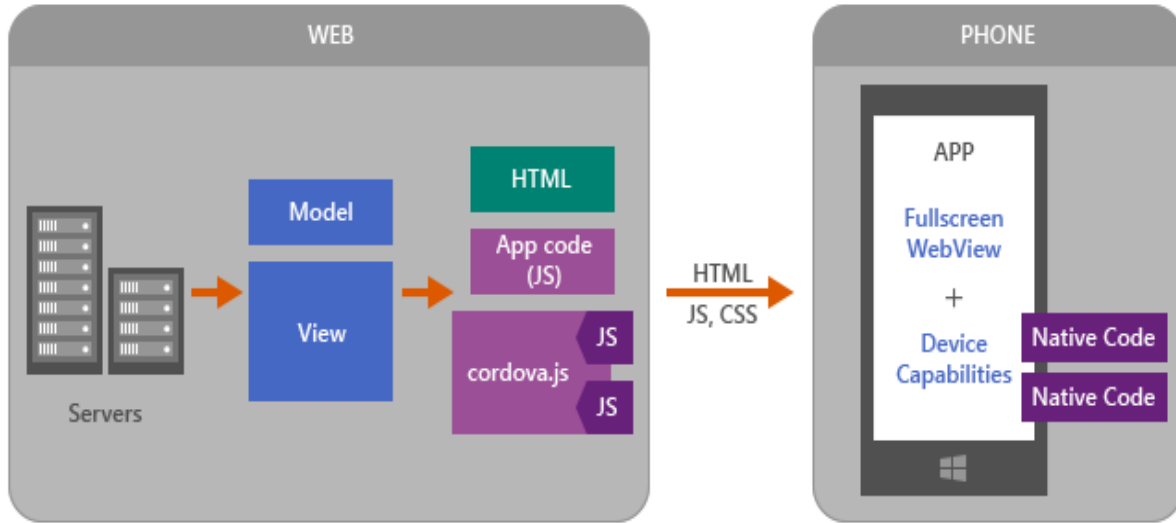 WEB
Servers
Model
View
HTML
App code
(JS)
cordova.js
JS
JS
HTML
JS, CSS
PHONE
APP
Fullscreen
WebView
+
Device
Capabilities
Native Code
Native Code